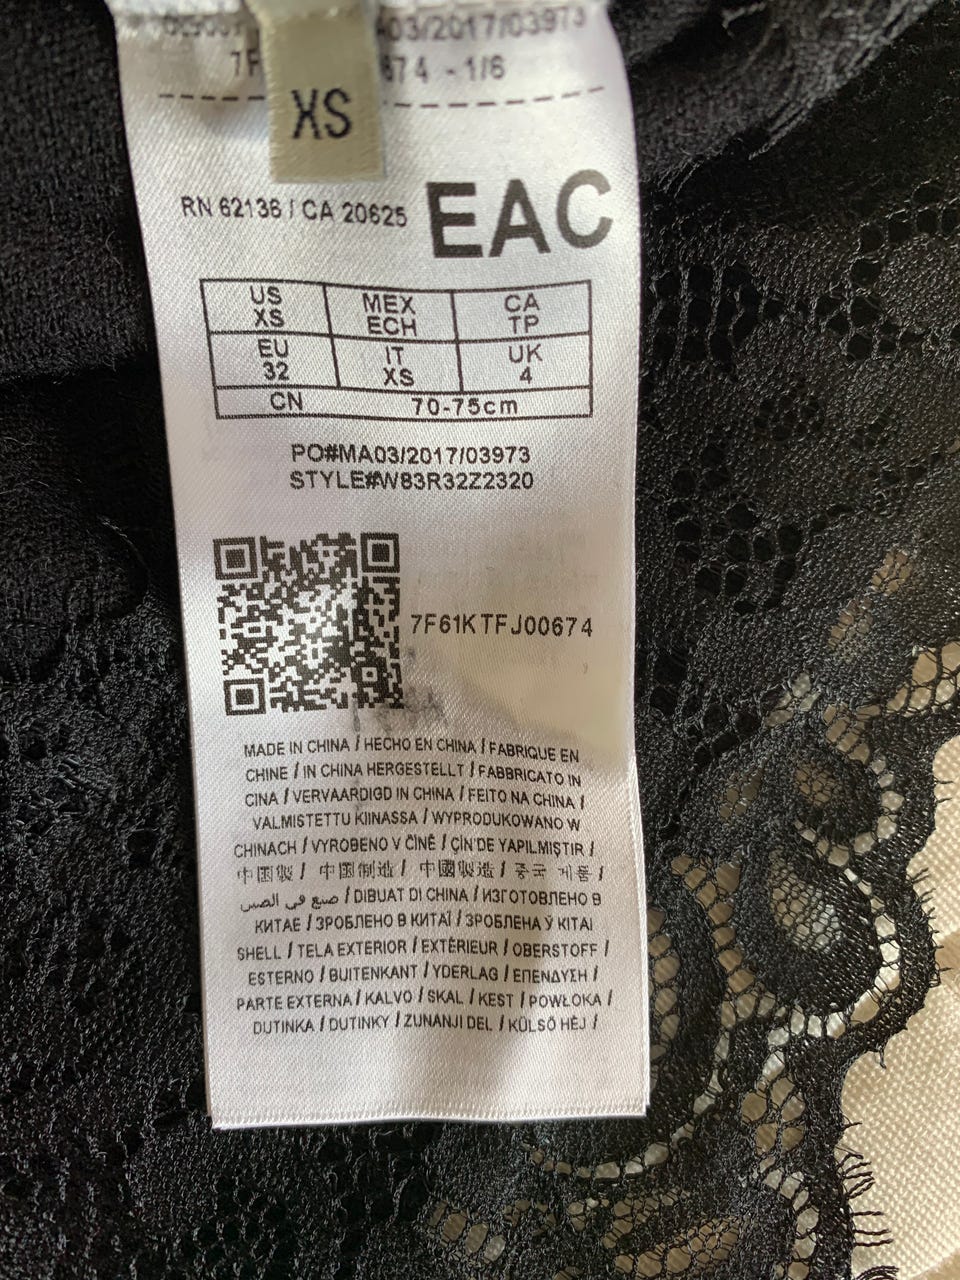 03/2017/03973
7F 674 - 1/6
XS
RN 62136 / CA 20625
EAC
US MEX CA
XS ECH TP
EU IT UK
32 XS 4
CN 70-75cm
PO#MA03/2017/03973
STYLE#W83R32Z2320
7F61KTFJ00674
MADE IN CHINA / HECHO EN CHINA / FABRIQUE EN
CHINE / IN CHINA HERGESTELLT / FABBRICATO IN
CINA / VERVAARDIGD IN CHINA / FEITO NA CHINA /
VALMISTETTU KIINASSA / WYPRODUKOWANO W
CHINACH / VYROBENO V ČÍNĚ / ÇİN'DE YAPILMIŞTIR /
中国製 / 中国制造 / 中國製造 / 중국 게품 /
صنع في الصين / DIBUAT DI CHINA / ИЗГОТОВЛЕНО В
КИТАЕ / ЗРОБЛЕНО В КИТАЇ / ЗРОБЛЕНА Ў КІТАІ
SHELL / TELA EXTERIOR / EXTÉRIEUR / OBERSTOFF /
ESTERNO / BUITENKANT / YDERLAG / ΕΠΕΝΔΥΣΗ /
PARTE EXTERNA / KALVO / SKAL / KEST / POWŁOKA /
DUTINKA / DUTINKY / ZUNANJI DEL / KÜLSŐ HÉJ /